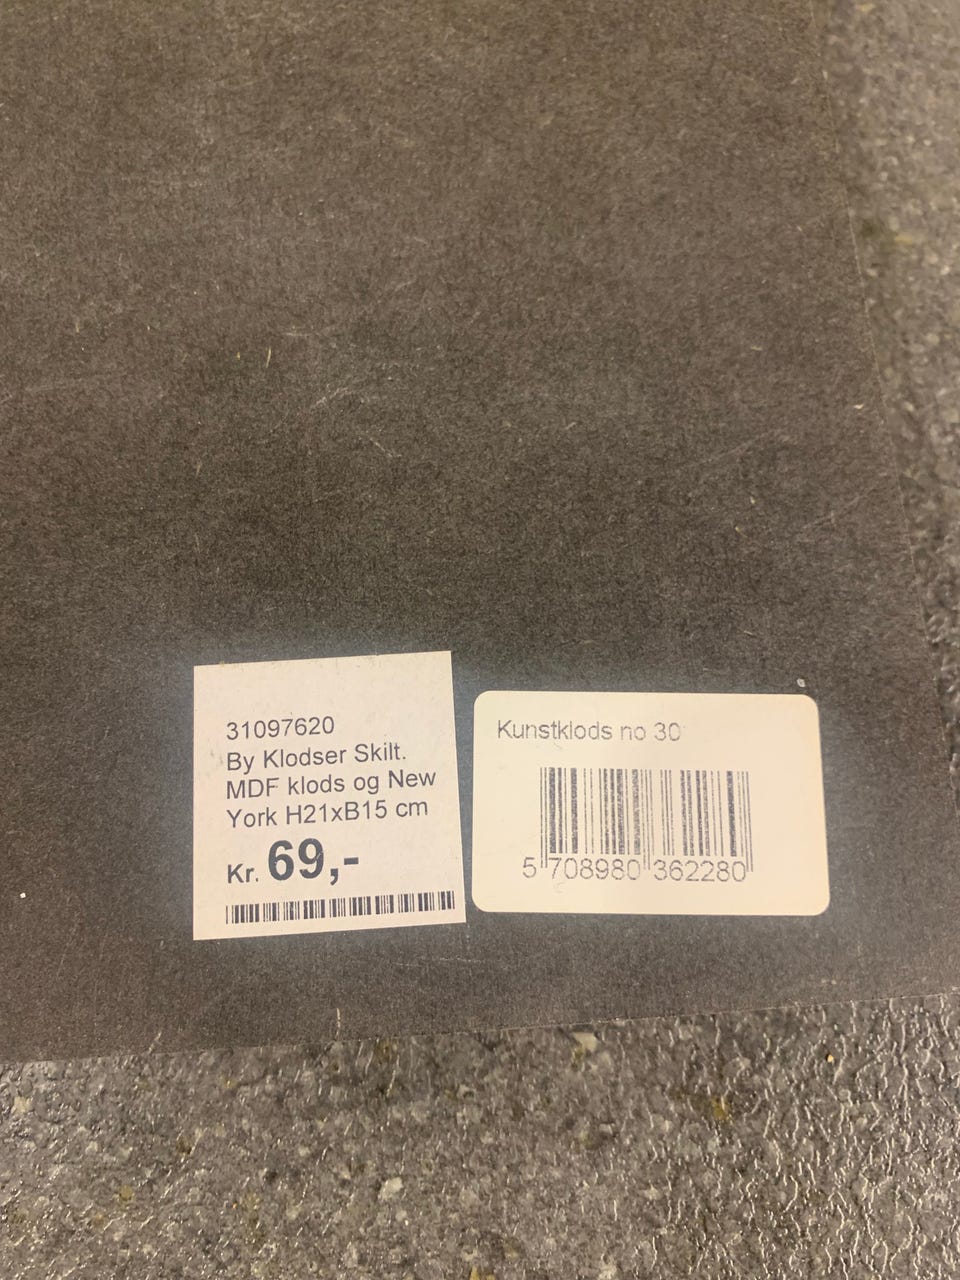 31097620
By Klodser Skilt.
MDF klods og New
York H21xB15 cm
Kr. 69,-
Kunstklods no 30
5 708980 362280